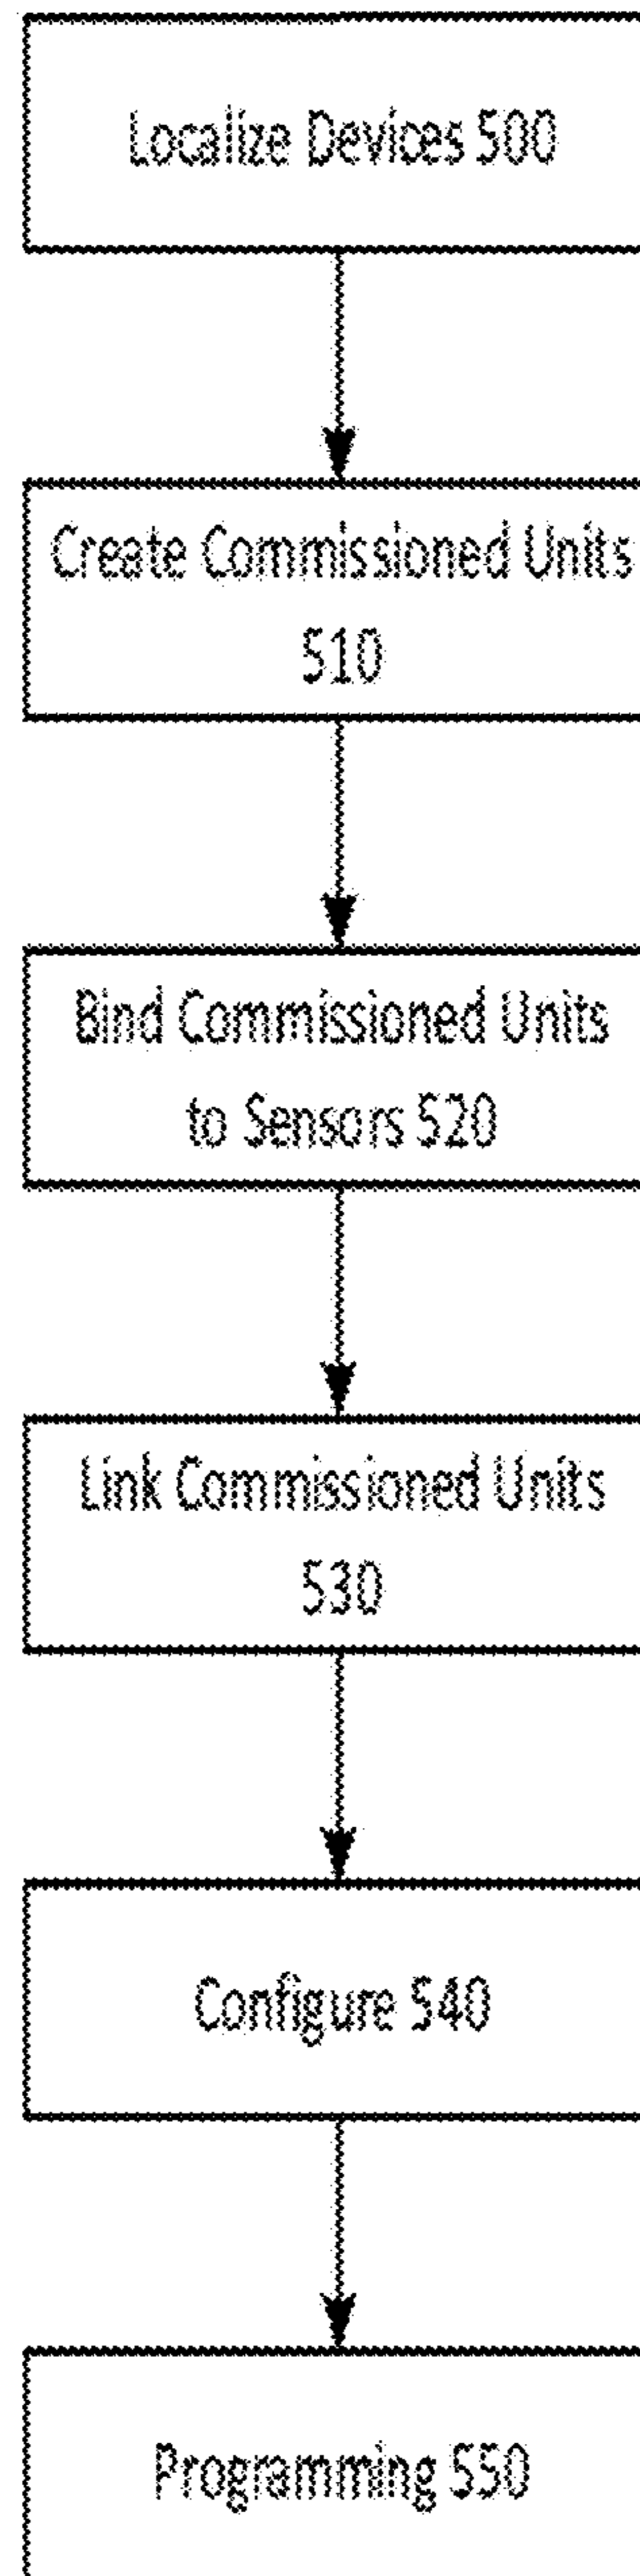 Localize Devices 500
Create Commissioned Units
510
Bind Commissioned Units
to Sensors 520
Link Commissioned Units
530
Configure 540
Programming 550